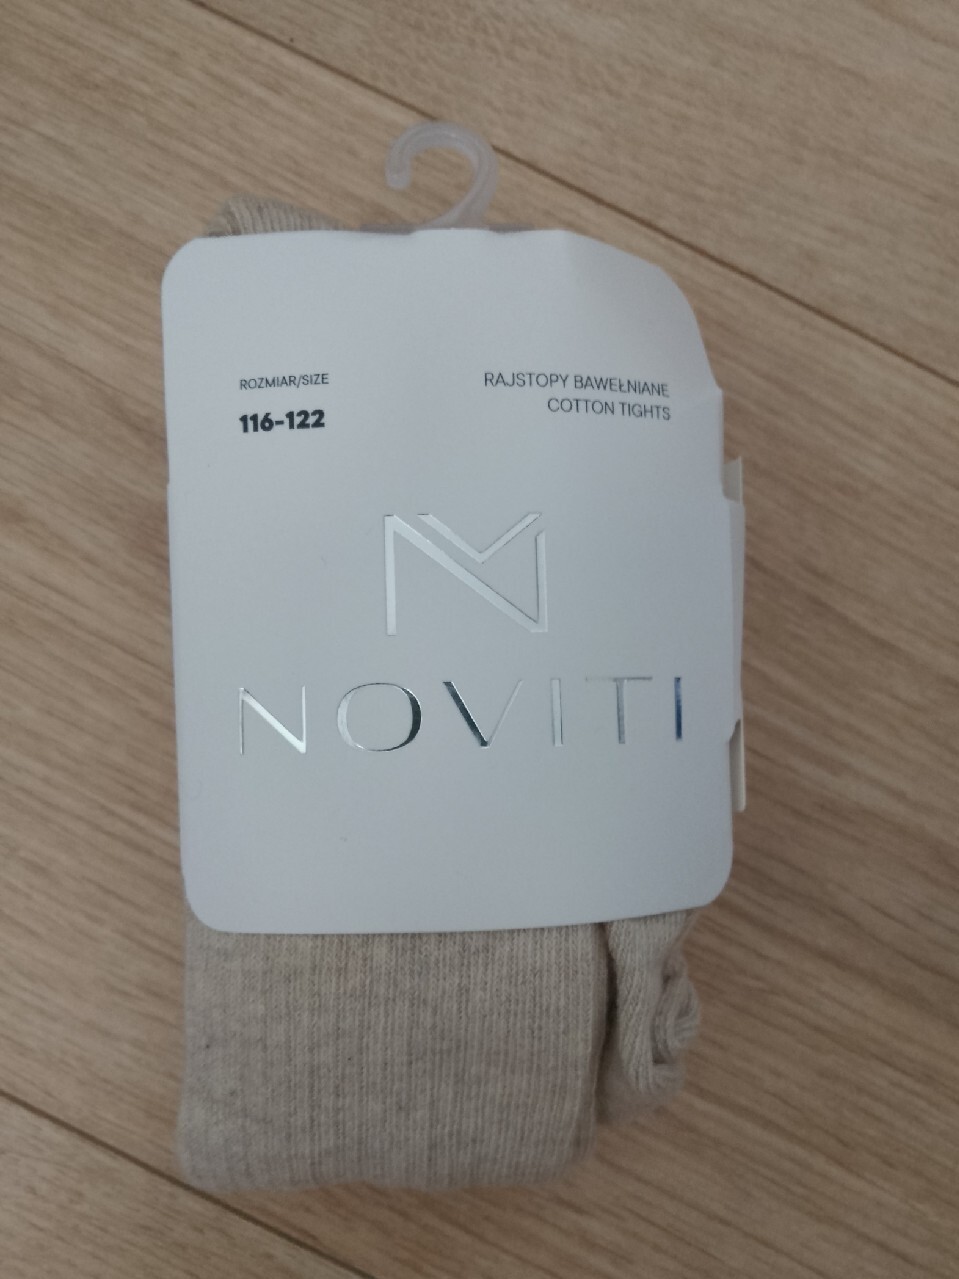 ROZMIAR/SIZE
116-122
RAJSTOPY BAWEŁNIANE
COTTON TIGHTS
NOVITI